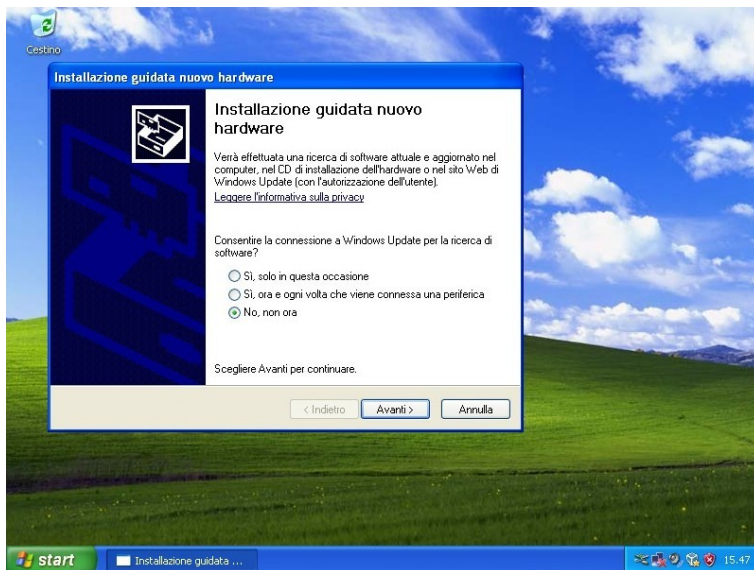 Cestino
Installazione guidata nuovo hardware
Installazione guidata nuovo
hardware
Verrà effettuata una ricerca di software attuale e aggiornato nel
computer, nel CD di installazione dell'hardware o nel sito Web di
Windows Update (con l'autorizzazione dell'utente).
Leggere l'informativa sulla privacy
Consentire la connessione a Windows Update per la ricerca di
software?
Sì, solo in questa occasione
Sì, ora e ogni volta che viene connessa una periferica
No, non ora
Scegliere Avanti per continuare.
< Indietro
Avanti >
Annulla
start
Installazione guidata ...
15.47